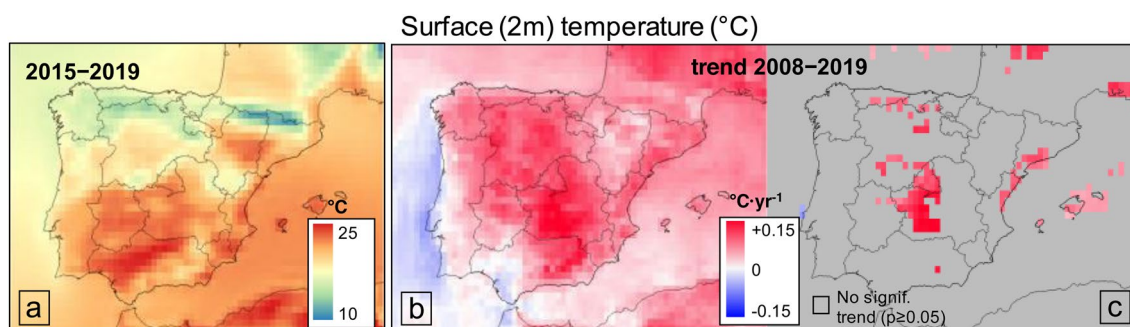 Surface (2m) temperature (°C)
2015−2019
trend 2008−2019
°C
25
10
a
°C·yr⁻¹
+0.15
0
-0.15
b
No signif.
trend (p≥0.05)
c